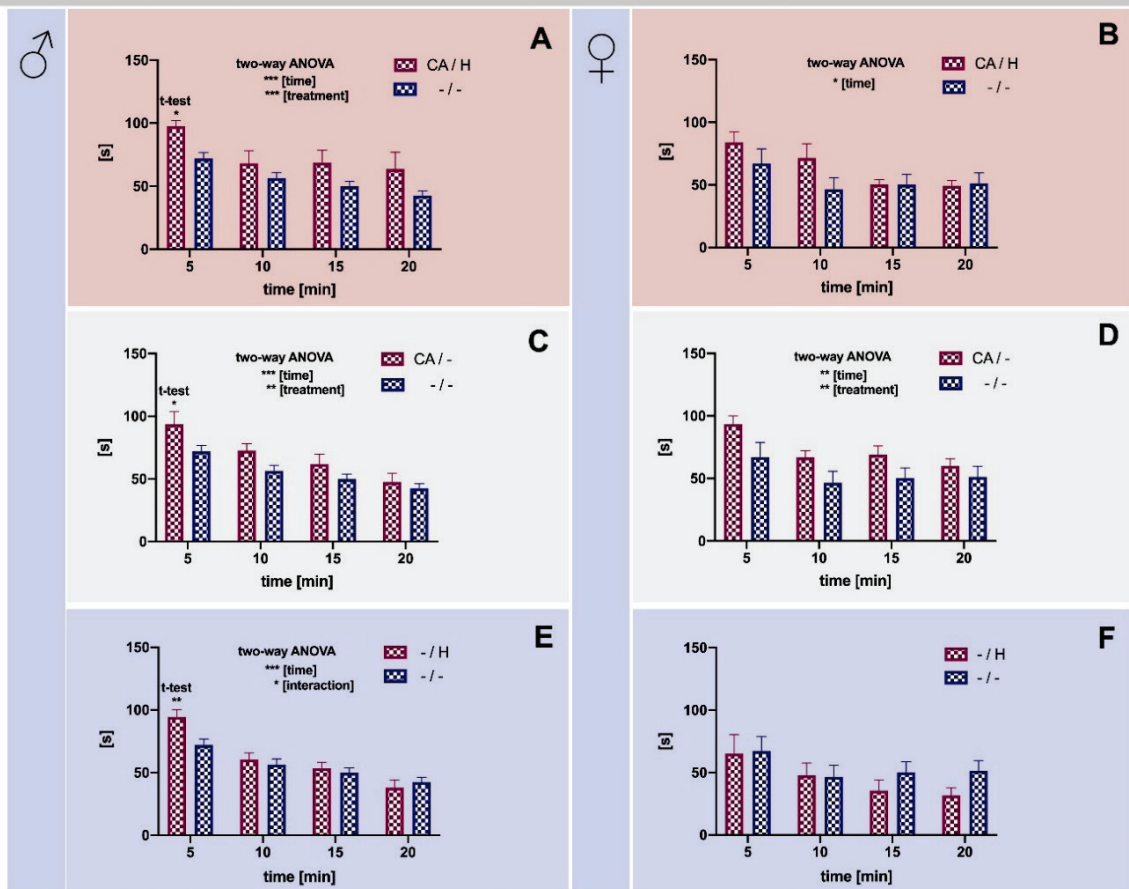 ♂
A
150
100
50
0
[s]
two-way ANOVA
*** [time]
*** [treatment]
CA / H
- / -
t-test
*
5 10 15 20
time [min]
♀
B
150
100
50
0
[s]
two-way ANOVA
* [time]
CA / H
- / -
5 10 15 20
time [min]
C
150
100
50
0
[s]
two-way ANOVA
*** [time]
** [treatment]
CA / -
- / -
t-test
*
5 10 15 20
time [min]
D
150
100
50
0
[s]
two-way ANOVA
** [time]
** [treatment]
CA / -
- / -
5 10 15 20
time [min]
E
150
100
50
0
[s]
two-way ANOVA
*** [time]
* [interaction]
- / H
- / -
t-test
**
5 10 15 20
time [min]
F
150
100
50
0
[s]
- / H
- / -
5 10 15 20
time [min]